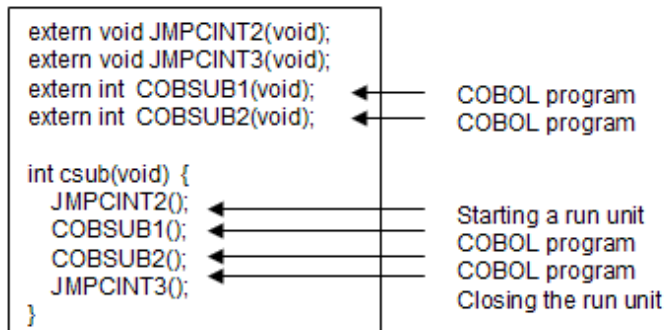 extern void JMPCINT2(void);
extern void JMPCINT3(void);
extern int COBSUB1(void); COBOL program
extern int COBSUB2(void); COBOL program
int csub(void) {
JMPCINT2(); Starting a run unit
COBSUB1(); COBOL program
COBSUB2(); COBOL program
JMPCINT3(); Closing the run unit
}